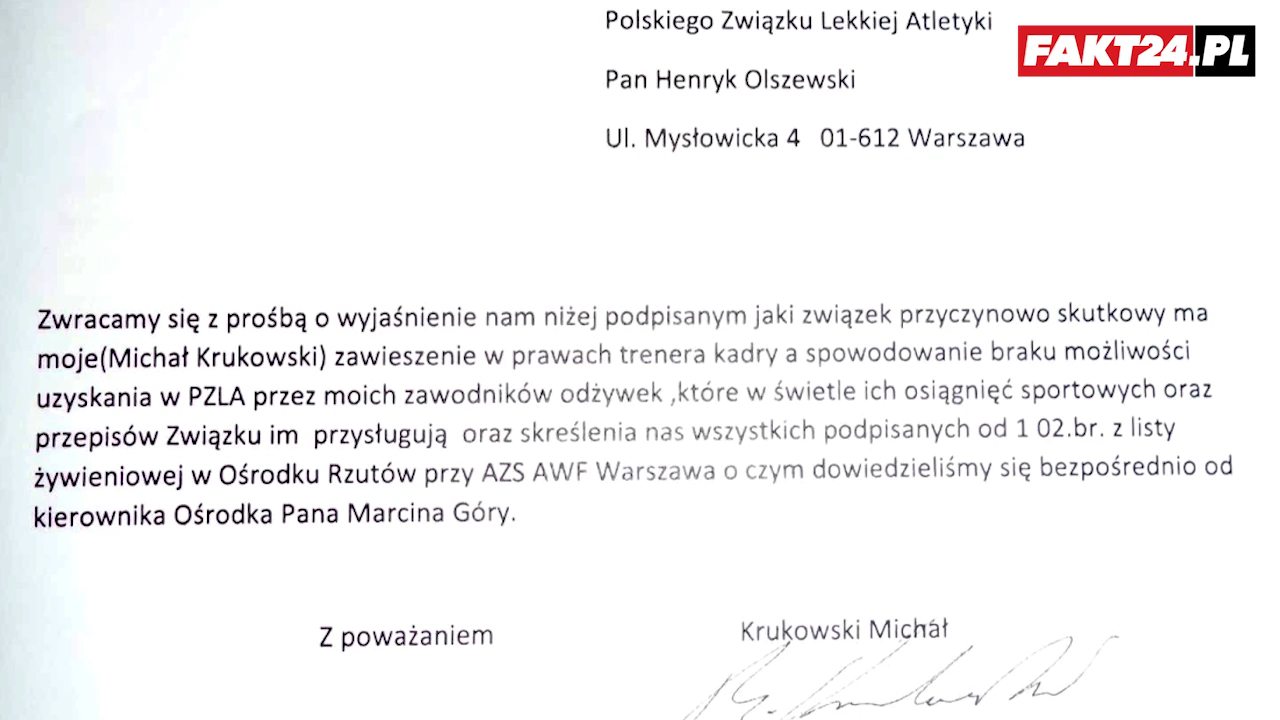 Polskiego Związku Lekkiej Atletyki
FAKT24.PL
Pan Henryk Olszewski
Ul. Mysłowicka 4 01-612 Warszawa
Zwracamy się z prośbą o wyjaśnienie nam niżej podpisanym jaki związek przyczynowo skutkowy ma
moje(Michał Krukowski) zawieszenie w prawach trenera kadry a spowodowanie braku możliwości
uzyskania w PZLA przez moich zawodników odżywek ,które w świetle ich osiągnięć sportowych oraz
przepisów Związku im przysługują oraz skreślenia nas wszystkich podpisanych od 1 02.br. z listy
żywieniowej w Ośrodku Rzutów przy AZS AWF Warszawa o czym dowiedzieliśmy się bezpośrednio od
kierownika Ośrodka Pana Marcina Góry.
Z poważaniem
Krukowski Michał